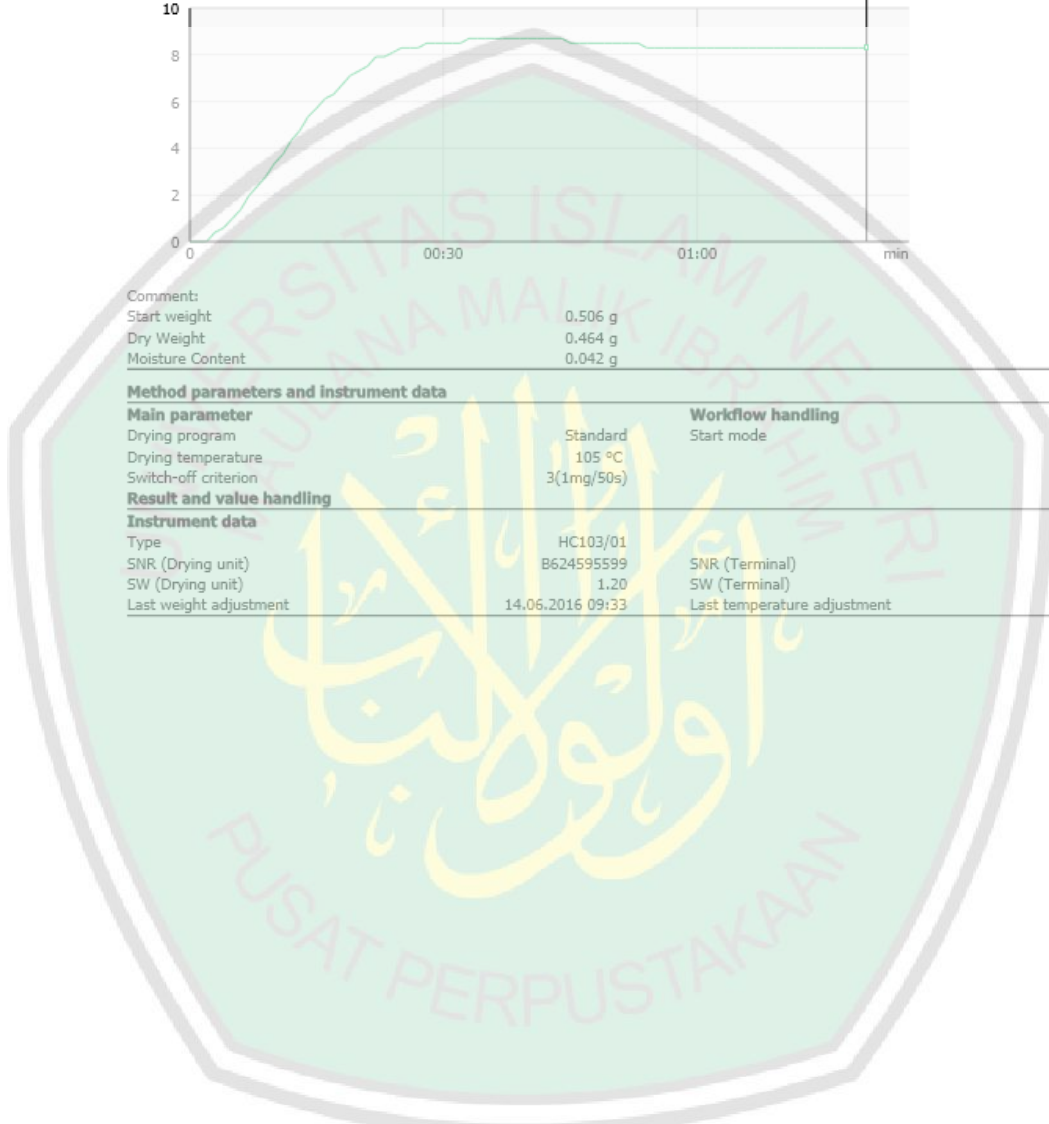 10
8
6
4
2
0
0 00:30 01:00 min
Comment:
Start weight 0.506 g
Dry Weight 0.464 g
Moisture Content 0.042 g
Method parameters and instrument data
Main parameter Workflow handling
Drying program Standard Start mode
Drying temperature 105 °C
Switch-off criterion 3(1mg/50s)
Result and value handling
Instrument data
Type HC103/01
SNR (Drying unit) B624595599 SNR (Terminal)
SW (Drying unit) 1.20 SW (Terminal)
Last weight adjustment 14.06.2016 09:33 Last temperature adjustment
UNIVERSITAS ISLAM NEGERI
MAULANA MALIK IBRAHIM
أولو الألباب
PUSAT PERPUSTAKAAN